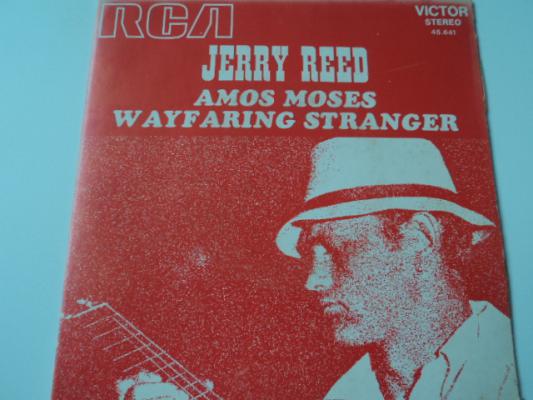 RCA
VICTOR
STEREO
45.641
JERRY REED
AMOS MOSES
WAYFARING STRANGER